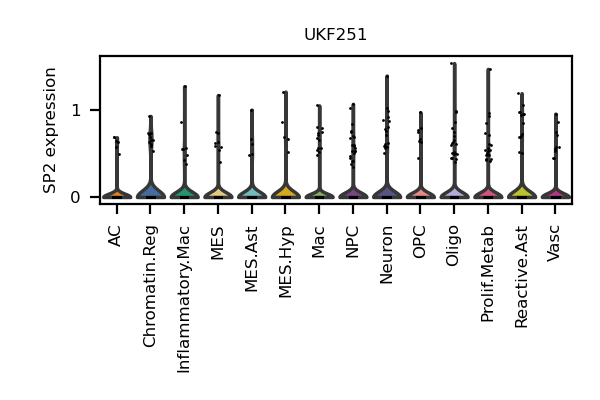 UKF251
SP2 expression
1
0
AC
Chromatin.Reg
Inflammatory.Mac
MES
MES.Ast
MES.Hyp
Mac
NPC
Neuron
OPC
Oligo
Prolif.Metab
Reactive.Ast
Vasc